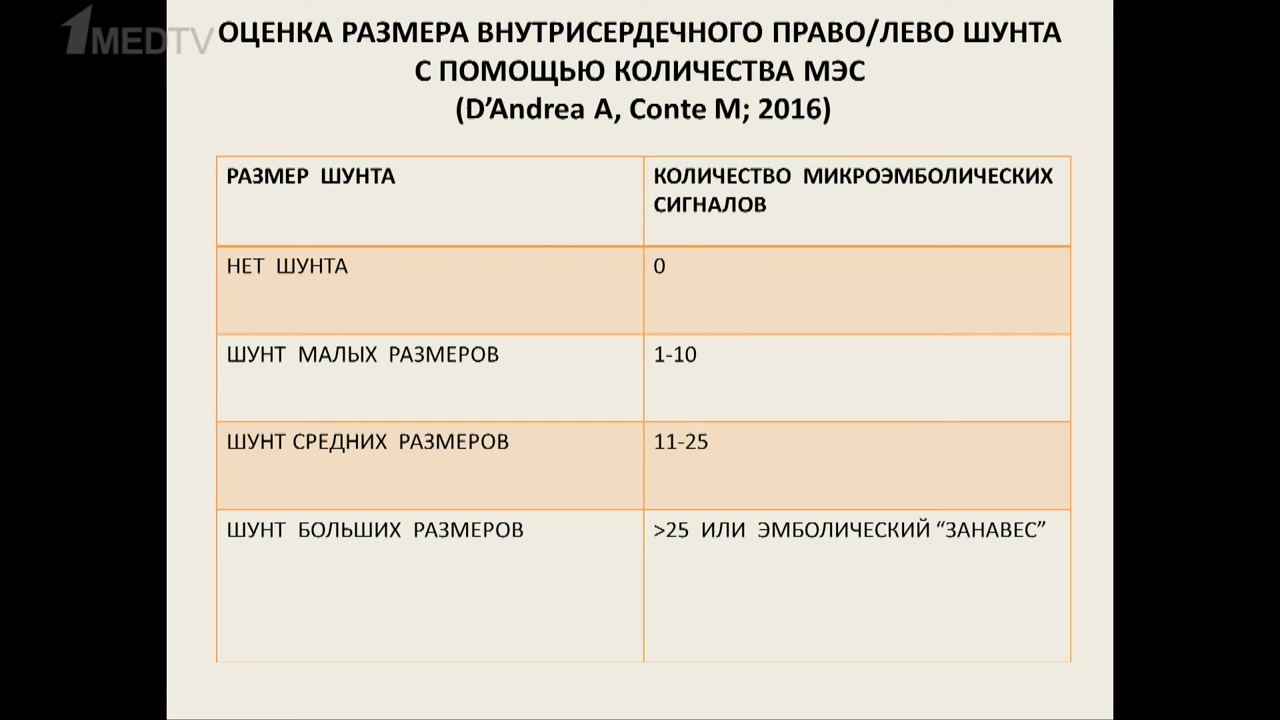 1MEDTV
ОЦЕНКА РАЗМЕРА ВНУТРИСЕРДЕЧНОГО ПРАВО/ЛЕВО ШУНТА
С ПОМОЩЬЮ КОЛИЧЕСТВА МЭС
(D’Andrea A, Conte M; 2016)
РАЗМЕР ШУНТА
КОЛИЧЕСТВО МИКРОЭМБОЛИЧЕСКИХ
СИГНАЛОВ
НЕТ ШУНТА
0
ШУНТ МАЛЫХ РАЗМЕРОВ
1-10
ШУНТ СРЕДНИХ РАЗМЕРОВ
11-25
ШУНТ БОЛЬШИХ РАЗМЕРОВ
>25 ИЛИ ЭМБОЛИЧЕСКИЙ “ЗАНАВЕС”